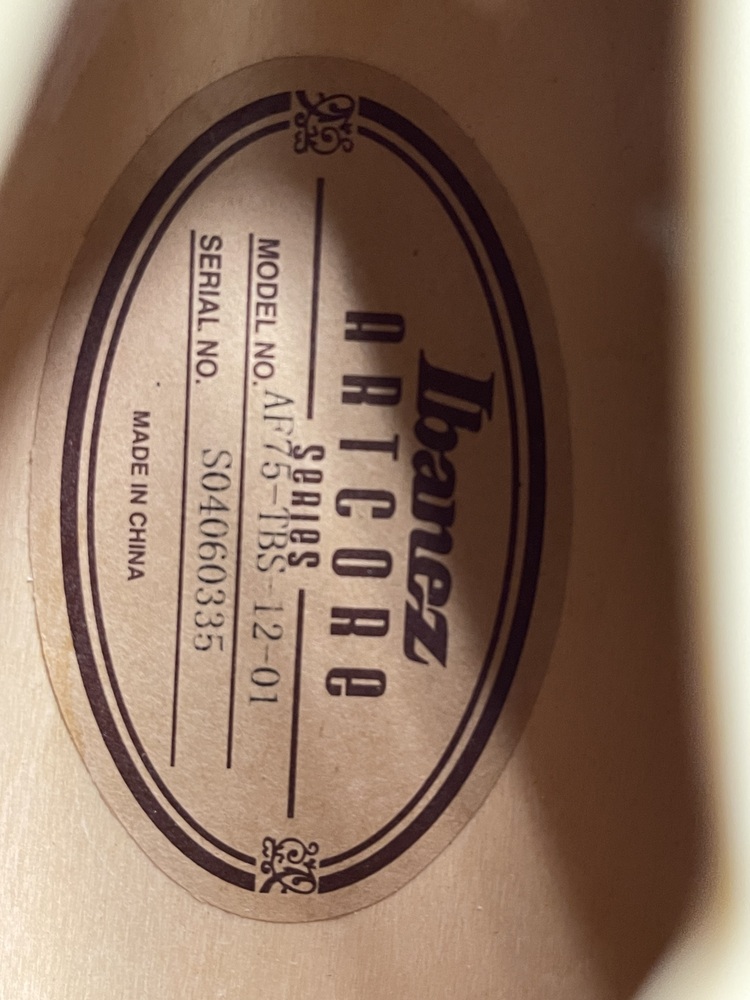 Ibanez
ARTCORE
SERIES
MODEL NO. AF75-TBS-12-01
SERIAL NO. S04060335
MADE IN CHINA